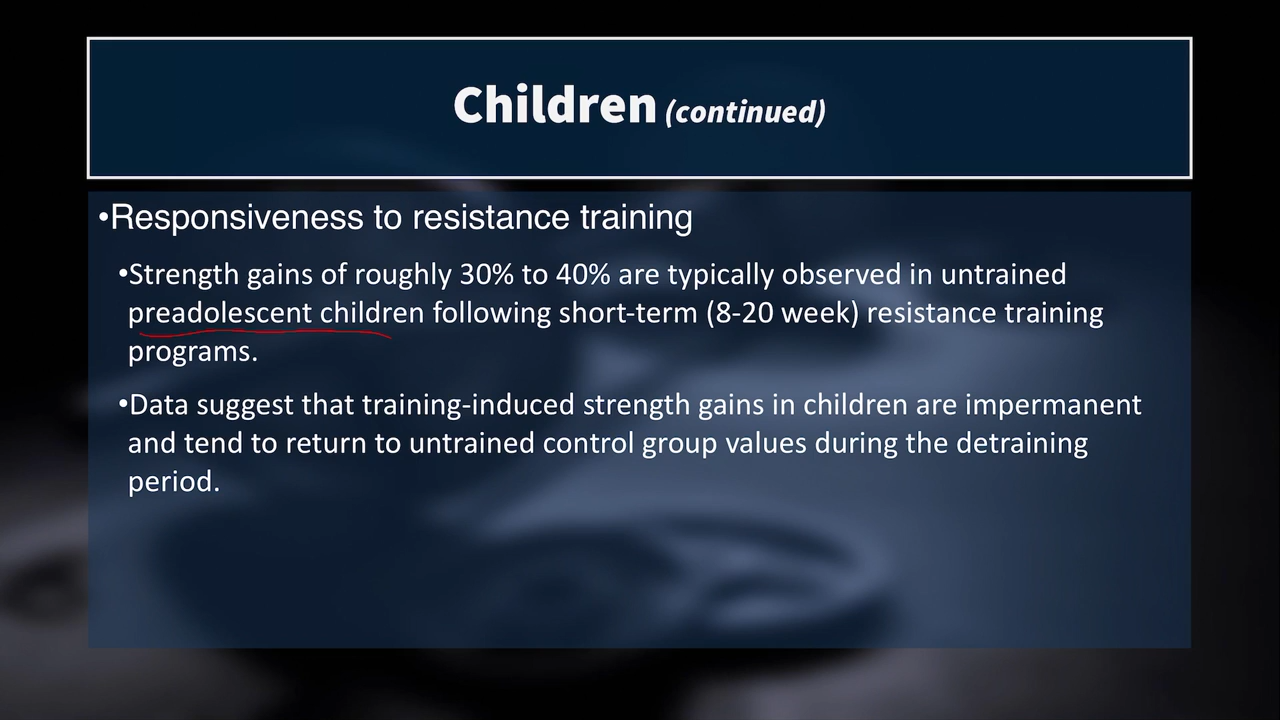 Children (continued)
•Responsiveness to resistance training
•Strength gains of roughly 30% to 40% are typically observed in untrained
preadolescent children following short-term (8-20 week) resistance training
programs.
•Data suggest that training-induced strength gains in children are impermanent
and tend to return to untrained control group values during the detraining
period.